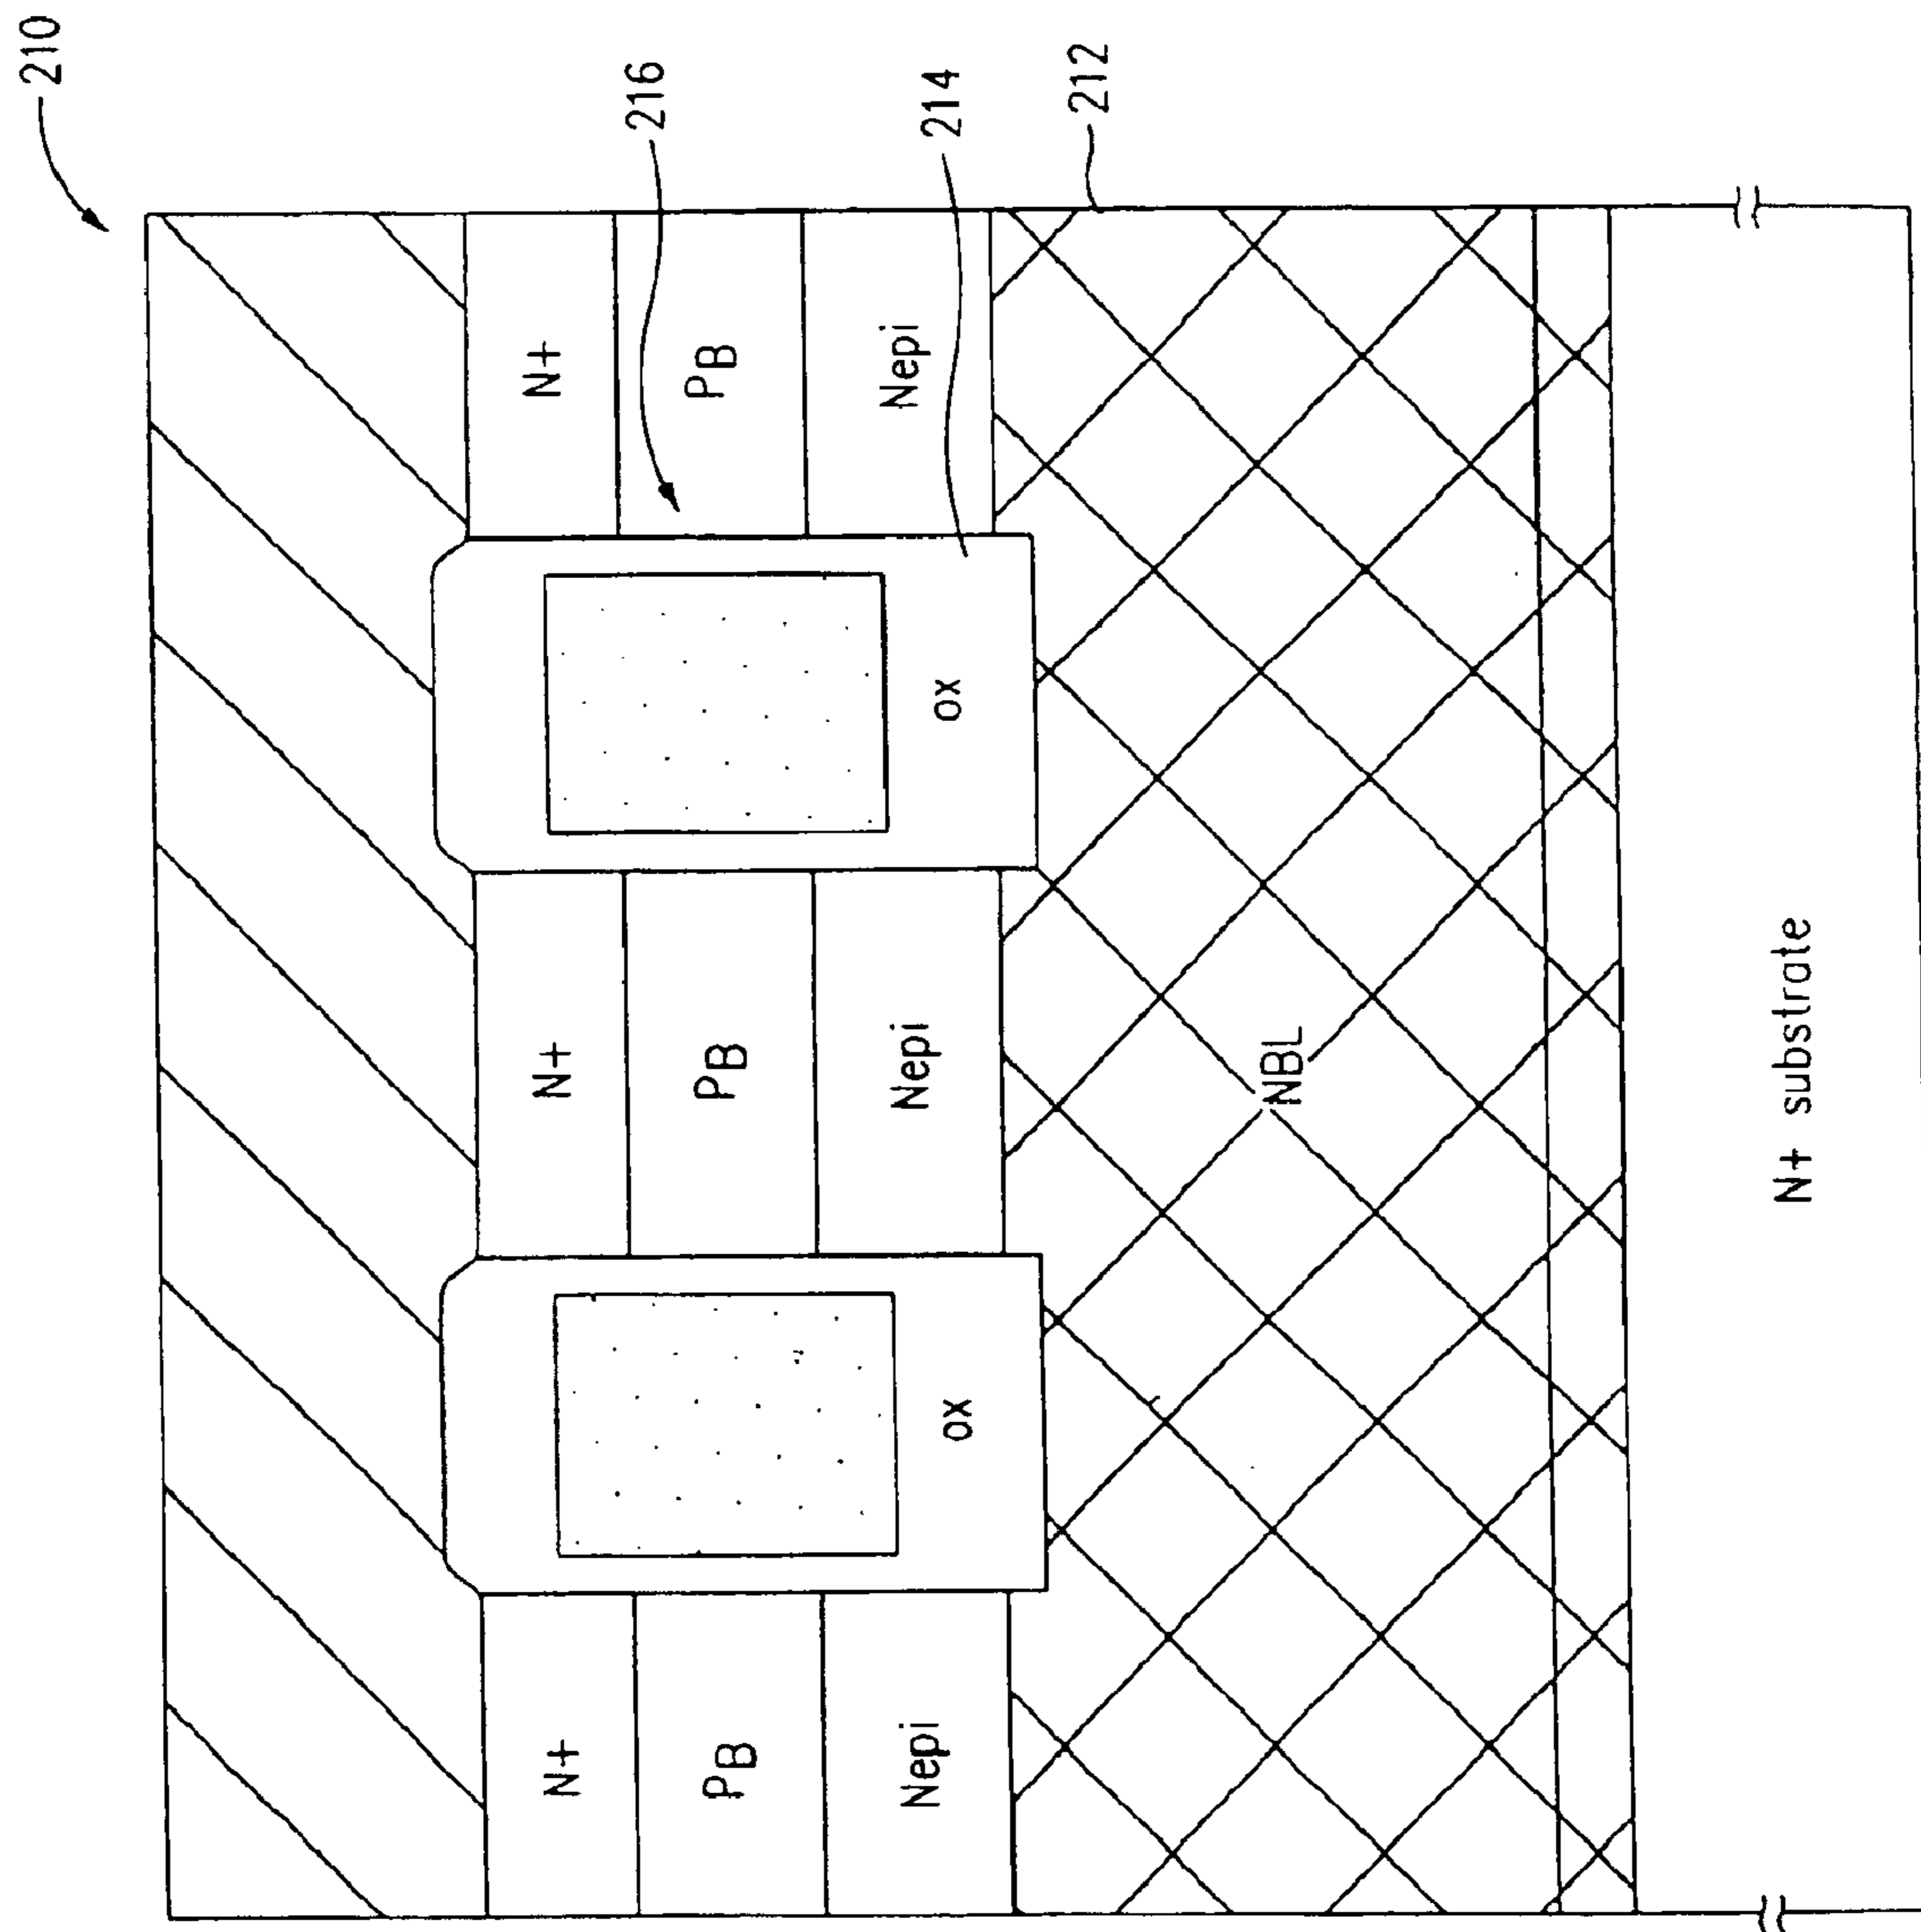 210
N+
N+
N+
216
PB
PB
PB
Nepi
Nepi
Nepi
214
ox
ox
212
NBL
N+ substrate